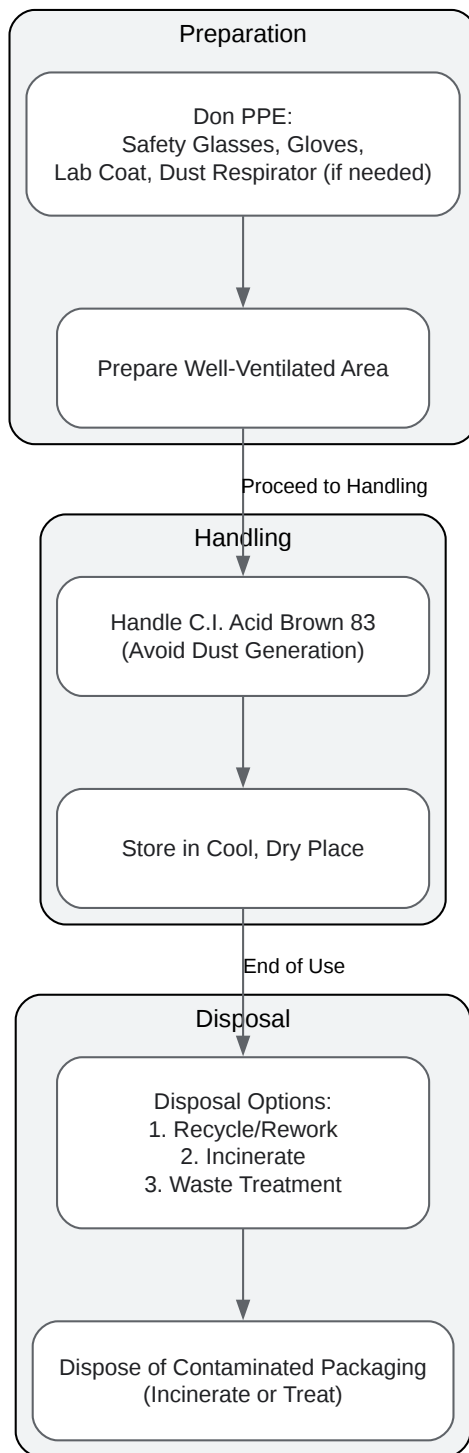 Preparation
Don PPE:
Safety Glasses, Gloves,
Lab Coat, Dust Respirator (if needed)
Prepare Well-Ventilated Area
Proceed to Handling
Handling
Handle C.I. Acid Brown 83
(Avoid Dust Generation)
Store in Cool, Dry Place
End of Use
Disposal
Disposal Options:
1. Recycle/Rework
2. Incinerate
3. Waste Treatment
Dispose of Contaminated Packaging
(Incinerate or Treat)